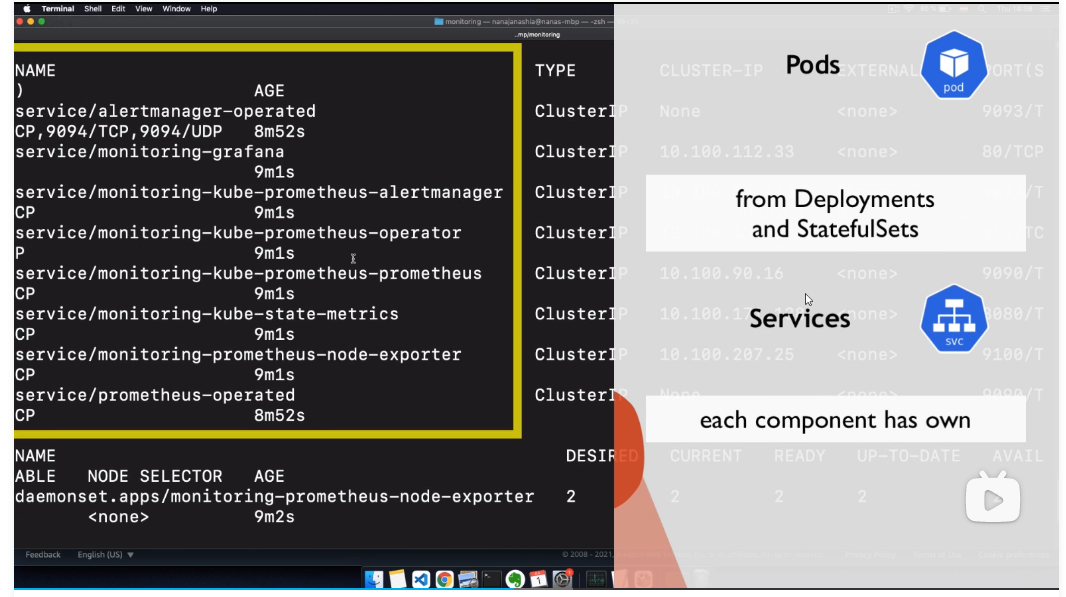 Terminal Shell Edit View Window Help
monitoring — nanajanashia@nanas-mbp — -zsh —
..mp/monitoring
NAME TYPE CLUSTER-IP EXTERNAL PORT(S
) AGE
service/alertmanager-operated ClusterIP None <none> 9093/T
CP,9094/TCP,9094/UDP 8m52s
service/monitoring-grafana ClusterIP 10.100.112.33 <none> 80/TCP
9m1s
service/monitoring-kube-prometheus-alertmanager ClusterIP /T
CP 9m1s
service/monitoring-kube-prometheus-operator ClusterIP TC
P 9m1s
service/monitoring-kube-prometheus-prometheus ClusterIP 10.100.90.16 <none> 9090/T
CP 9m1s
service/monitoring-kube-state-metrics ClusterIP <none> 8080/T
CP 9m1s
service/monitoring-prometheus-node-exporter ClusterIP 10.100.207.25 <none> 9100/T
CP 9m1s
service/prometheus-operated ClusterIP None <none> 9090/T
CP 8m52s
NAME DESIRED CURRENT READY UP-TO-DATE AVAIL
ABLE NODE SELECTOR AGE
daemonset.apps/monitoring-prometheus-node-exporter 2 2 2 2
<none> 9m2s
Feedback English (US)
© 2008 - 2021,
Pods
pod
from Deployments
and StatefulSets
Services
svc
each component has own